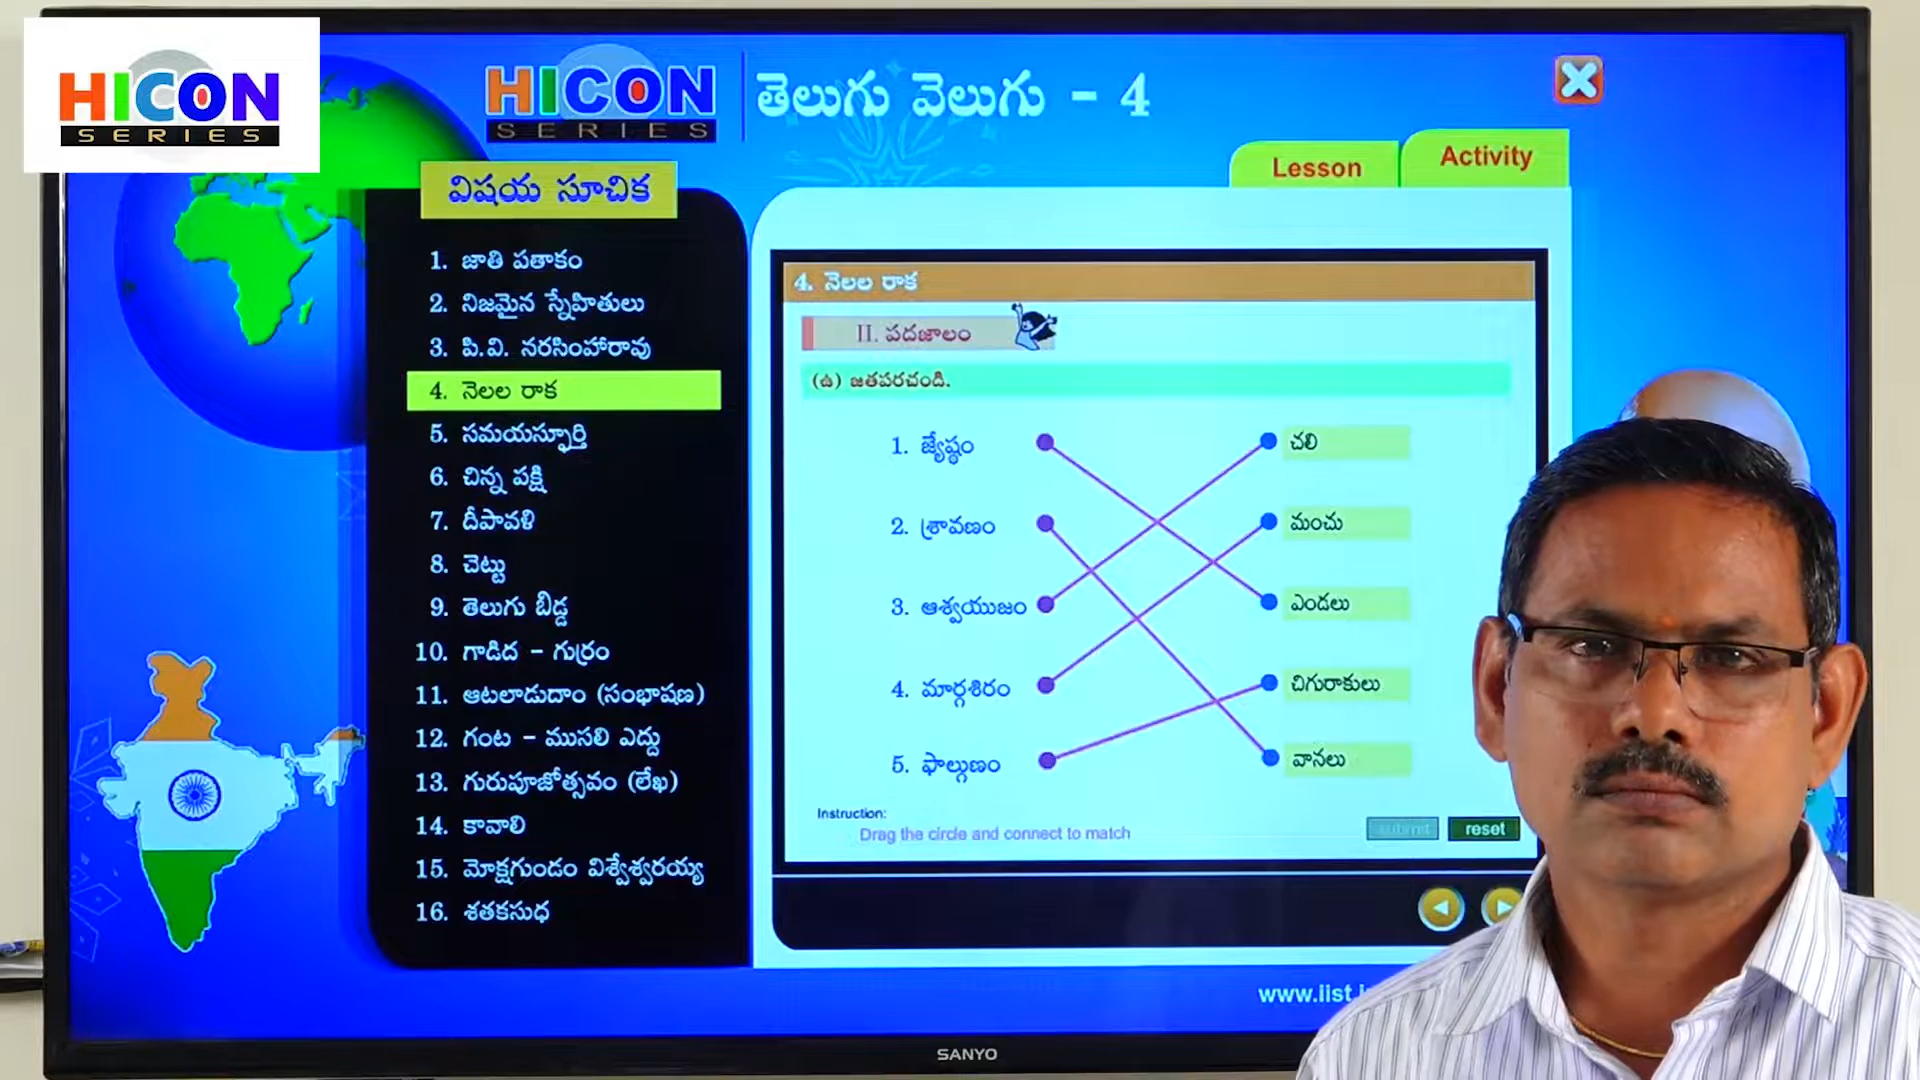 HICON
SERIES
HICON
SERIES
తెలుగు వెలుగు - 4
Lesson
Activity
విషయ సూచిక
1. జాతి పతాకం
2. నిజమైన స్నేహితులు
3. పి.వి. నరసింహారావు
4. నెలల రాక
5. సమయస్ఫూర్తి
6. చిన్న పక్షి
7. దీపావళి
8. చెట్టు
9. తెలుగు బిడ్డ
10. గాడిద - గుర్రం
11. ఆటలాడుదాం (సంభాషణ)
12. గంట - ముసలి ఎద్దు
13. గురుపూజోత్సవం (లేఖ)
14. కావాలి
15. మోక్షగుండం విశ్వేశ్వరయ్య
16. శతకసుధ
4. నెలల రాక
II. పదజాలం
(ఉ) జతపరచండి.
1. జ్యేష్ఠం
చలి
2. శ్రావణం
మంచు
3. ఆశ్వయుజం
ఎండలు
4. మార్గశిరం
చిగురాకులు
5. ఫాల్గుణం
వానలు
Instruction:
Drag the circle and connect to match
submit
reset
www.iist.i
SANYO